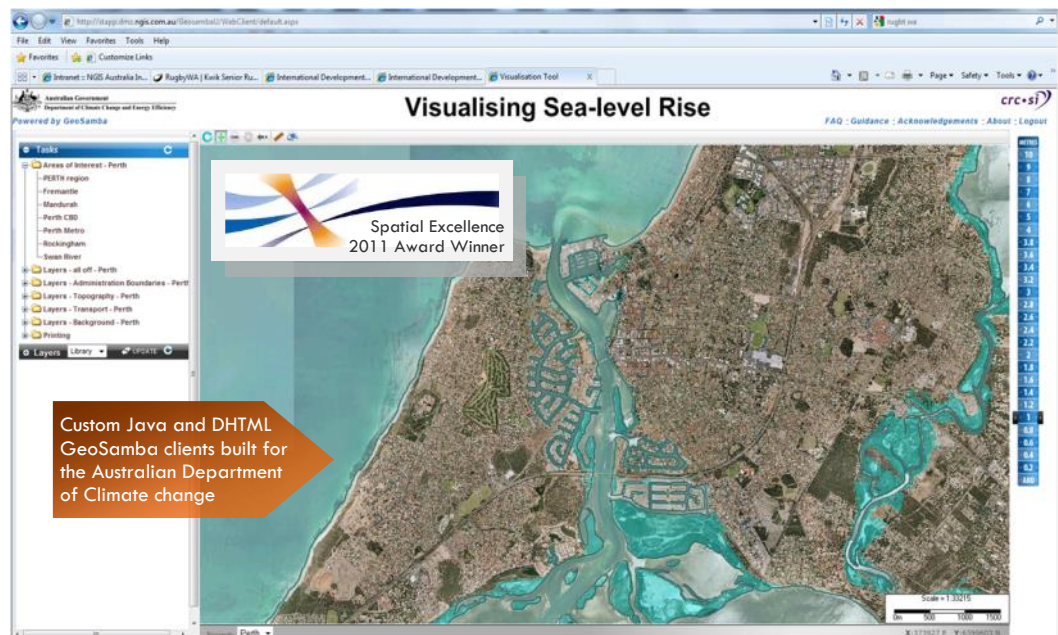 http://stapp.dmz.ngis.com.au/Geosamba2/WebClient/default.aspx
File Edit View Favorites Tools Help
Favorites Customize Links
Intranet :: NGIS Australia In... RugbyWA | Kwik Senior Ru... International Development... International Development... Visualisation Tool X
Page Safety Tools
Australian Government
Department of Climate Change and Energy Efficiency
Powered by GeoSamba
Visualising Sea-level Rise
crc•si
FAQ : Guidance : Acknowledgements : About : Logout
Tasks
Areas of Interest - Perth
PERTH region
Fremantle
Mandurah
Perth CBD
Perth Metro
Rockingham
Swan River
Layers - all off - Perth
Layers - Administration Boundaries - Perth
Layers - Topography - Perth
Layers - Transport - Perth
Layers - Background - Perth
Printing
Layers Library UPDATE
Spatial Excellence
2011 Award Winner
Custom Java and DHTML
GeoSamba clients built for
the Australian Department
of Climate change
METRES
10
9
8
7
6
5
4
3.8
3.6
3.4
3.2
3
2.8
2.6
2.4
2.2
2
1.8
1.6
1.4
1.2
1
0.8
0.6
0.4
0.2
AHD
Scale = 1:33215
0m 500 1000 1500
Perth